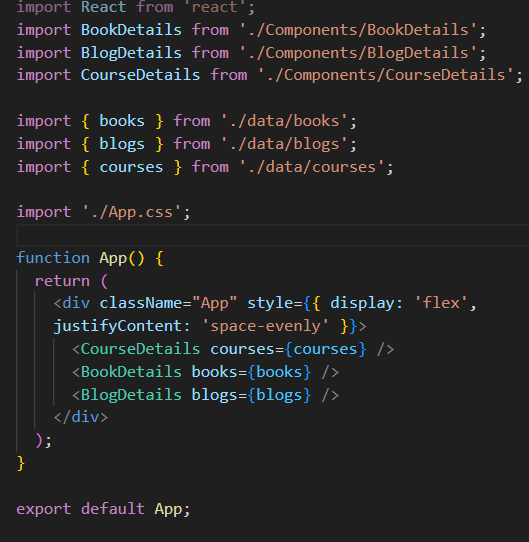 import React from 'react';
import BookDetails from './Components/BookDetails';
import BlogDetails from './Components/BlogDetails';
import CourseDetails from './Components/CourseDetails';
import { books } from './data/books';
import { blogs } from './data/blogs';
import { courses } from './data/courses';
import './App.css';
function App() {
return (
<div className="App" style={{ display: 'flex',
justifyContent: 'space-evenly' }}>
<CourseDetails courses={courses} />
<BookDetails books={books} />
<BlogDetails blogs={blogs} />
</div>
);
}
export default App;